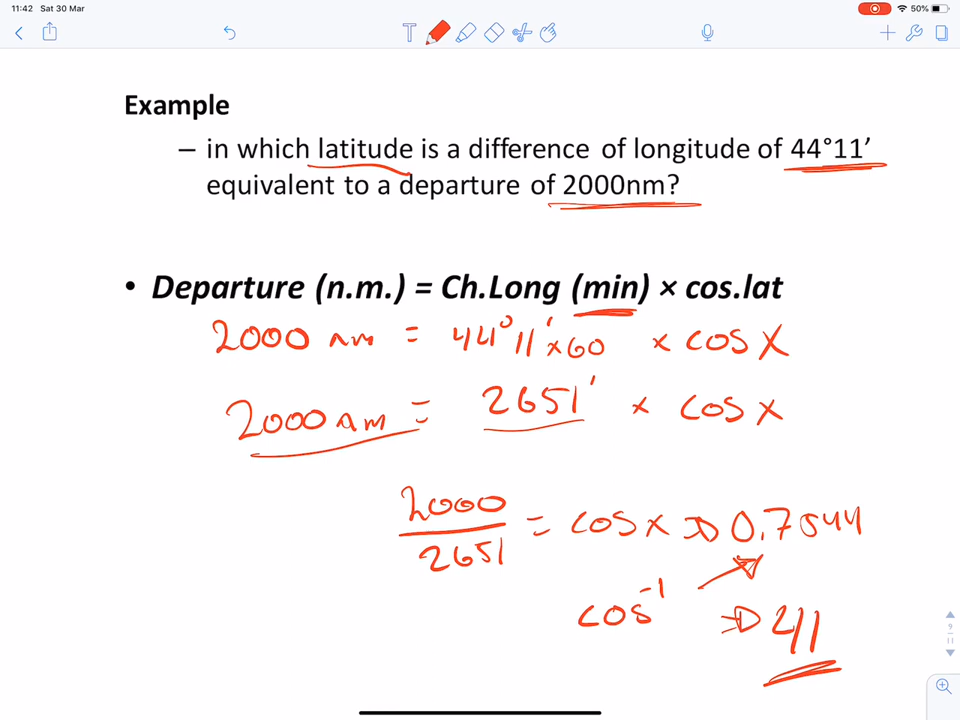 11:42 Sat 30 Mar 50%
T
Example
– in which latitude is a difference of longitude of 44°11’
equivalent to a departure of 2000nm?
• Departure (n.m.) = Ch.Long (min) × cos.lat
2000 nm = 44°11' × 60 × cos x
2000 nm = 2651' × cos x
2000
2651
= cos x ⇒ 0.7544
cos⁻¹ ⇒ 41
9
11